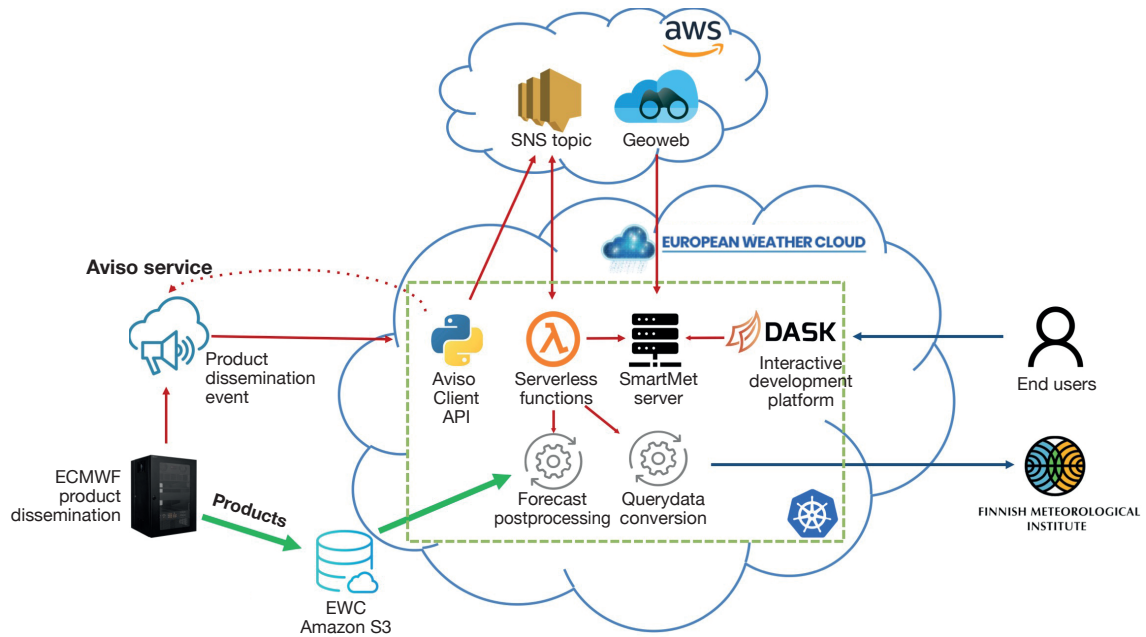 aws
SNS topic
Geoweb
EUROPEAN WEATHER CLOUD
Aviso service
Product
dissemination
event
Aviso
Client
API
Serverless
functions
SmartMet
server
DASK
Interactive
development
platform
End users
ECMWF
product
dissemination
Products
Forecast
postprocessing
Querydata
conversion
FINNISH METEOROLOGICAL
INSTITUTE
EWC
Amazon S3